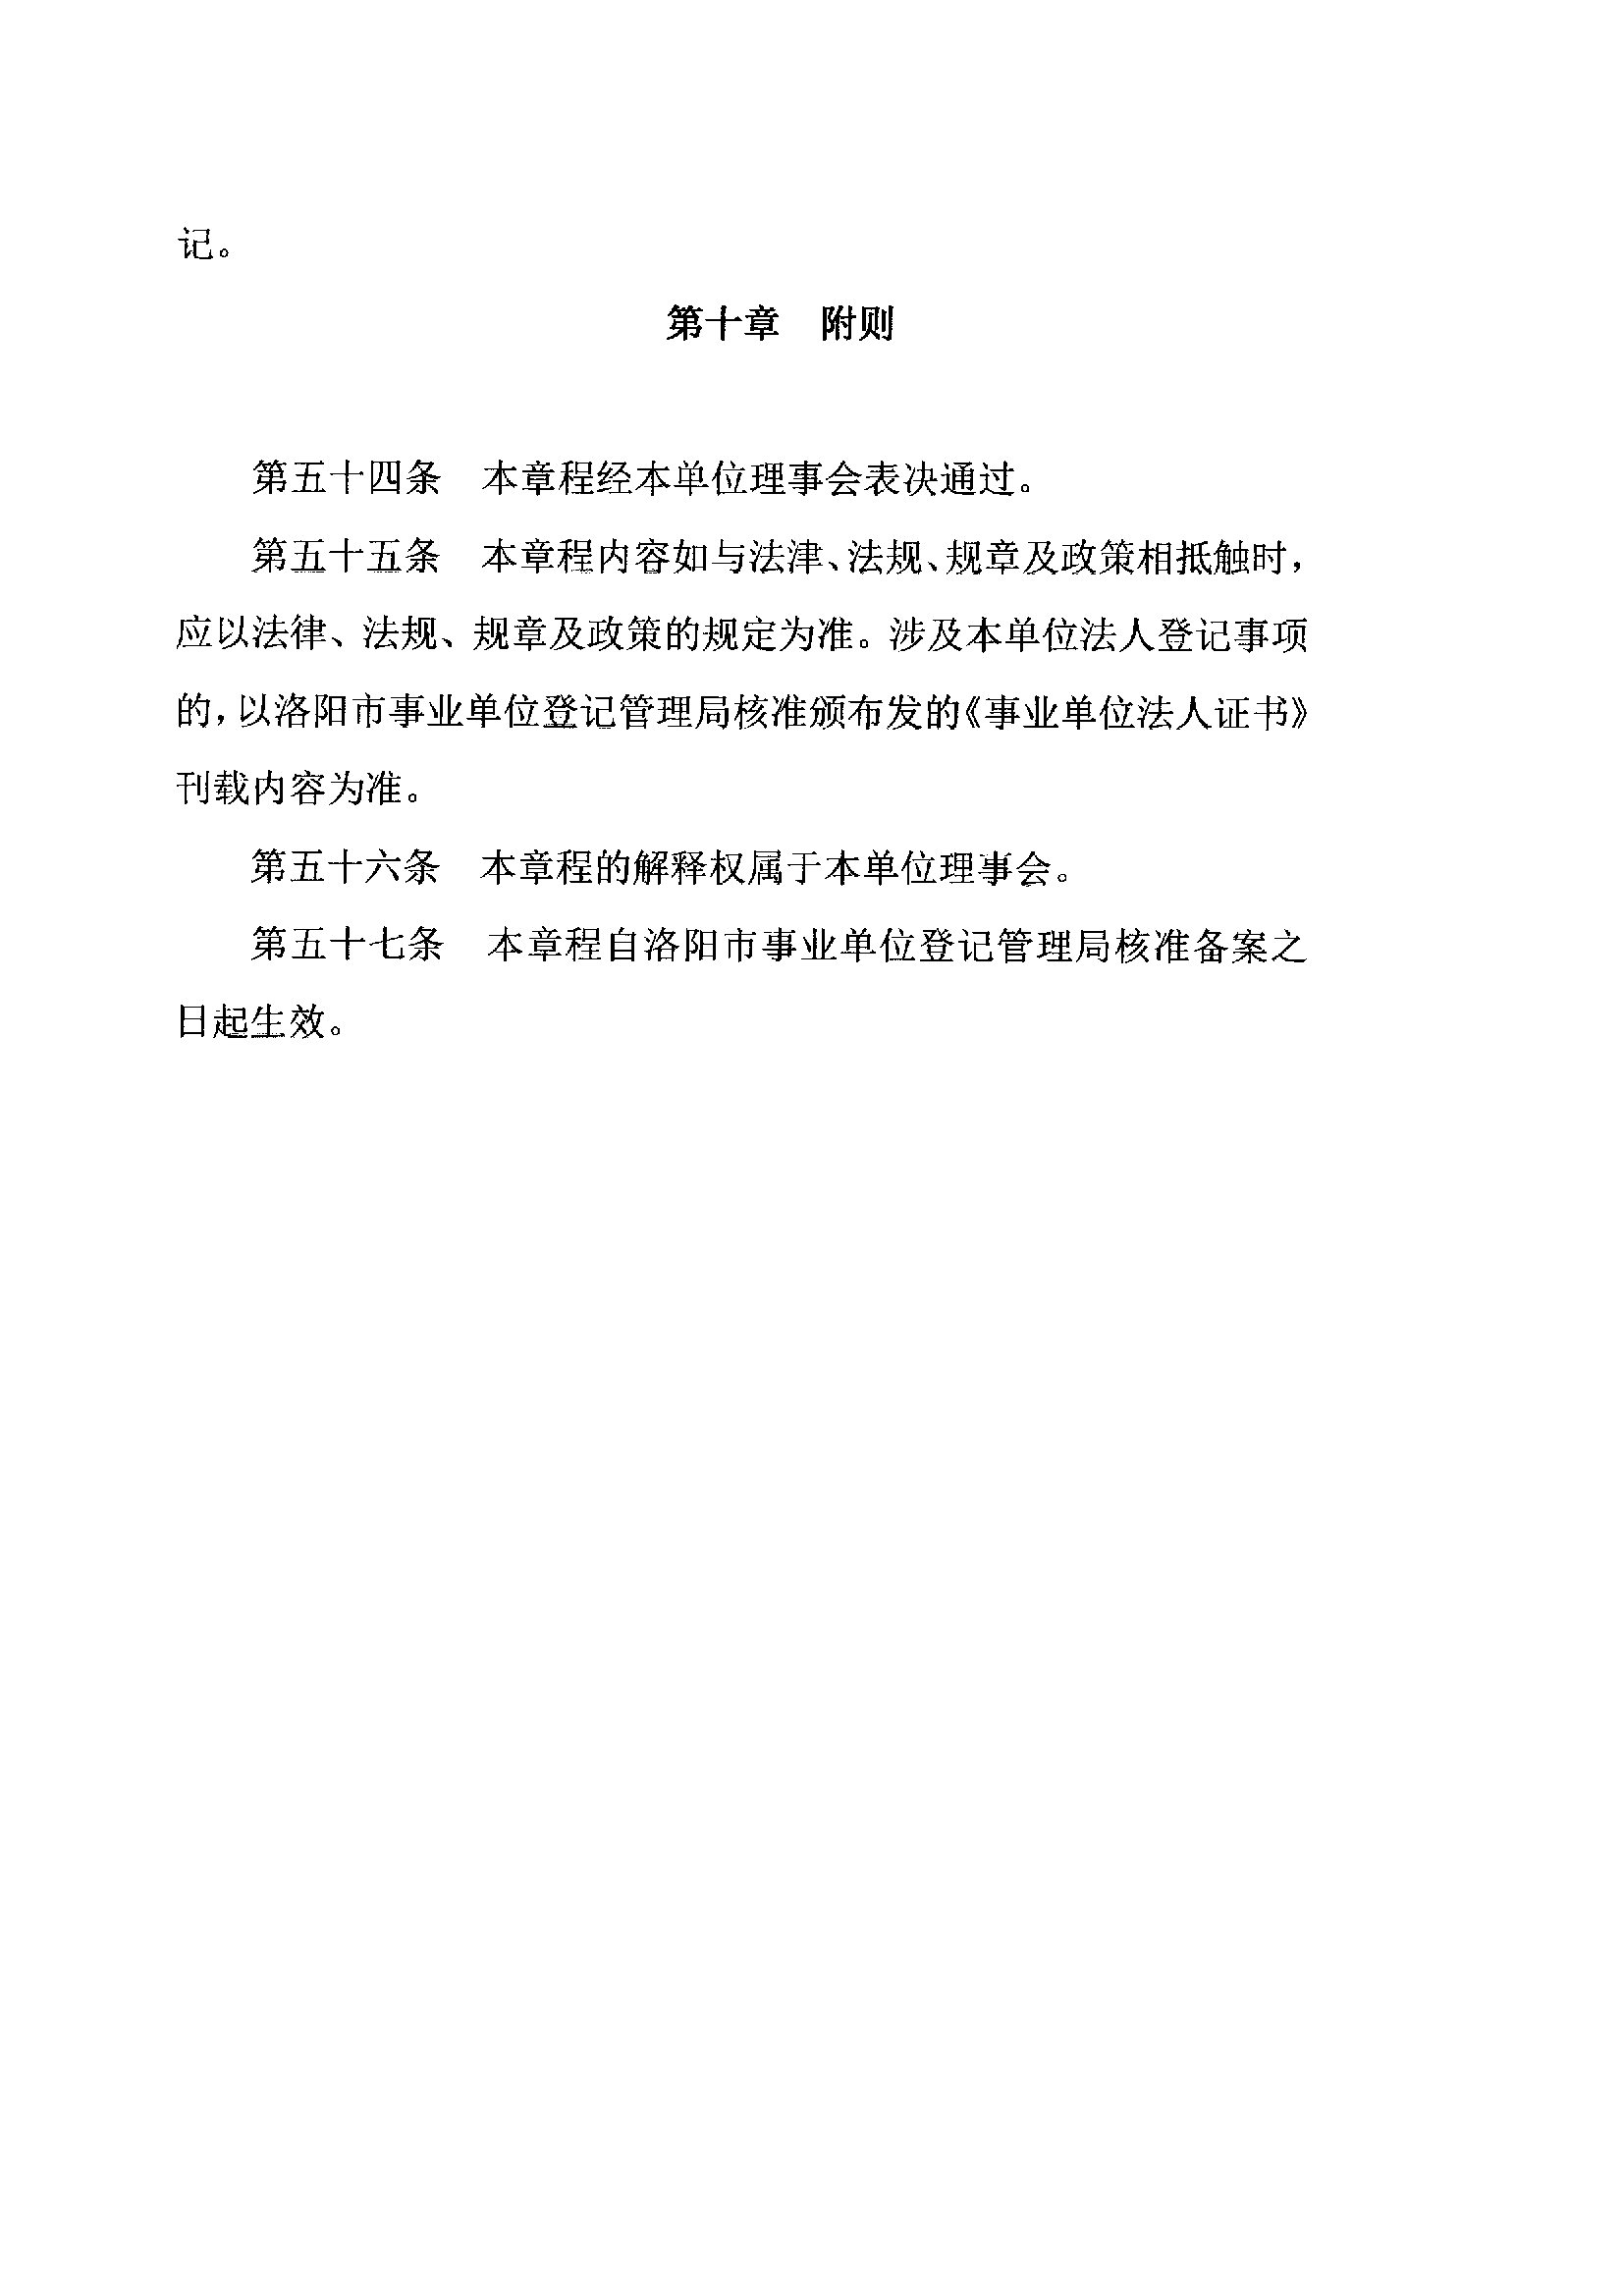 记。
第十章　附则
第五十四条　本章程经本单位理事会表决通过。
第五十五条　本章程内容如与法津、法规、规章及政策相抵触时，
应以法律、法规、规章及政策的规定为准。涉及本单位法人登记事项
的，以洛阳市事业单位登记管理局核准颁布发的《事业单位法人证书》
刊载内容为准。
第五十六条　本章程的解释权属于本单位理事会。
第五十七条　本章程自洛阳市事业单位登记管理局核准备案之
日起生效。